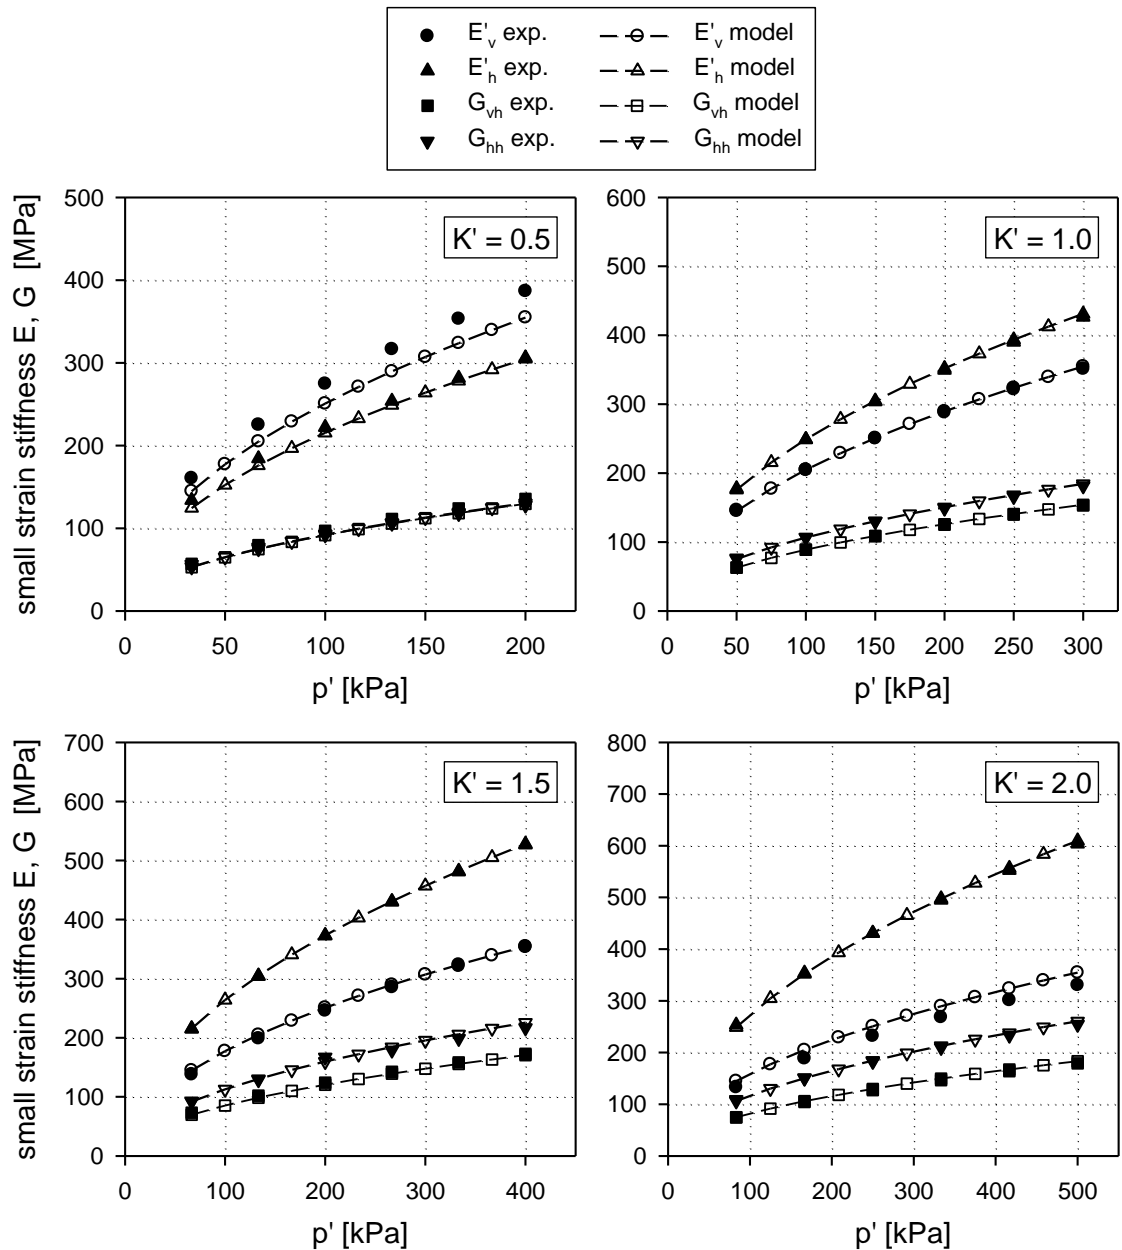 E'v exp. E'v model
E'h exp. E'h model
Gvh exp. Gvh model
Ghh exp. Ghh model
small strain stiffness E, G [MPa]
500
400
300
200
100
0
K' = 0.5
0 50 100 150 200
p' [kPa]
600
500
400
300
200
100
0
K' = 1.0
0 50 100 150 200 250 300
p' [kPa]
small strain stiffness E, G [MPa]
700
600
500
400
300
200
100
0
K' = 1.5
0 100 200 300 400
p' [kPa]
800
700
600
500
400
300
200
100
0
K' = 2.0
0 100 200 300 400 500
p' [kPa]